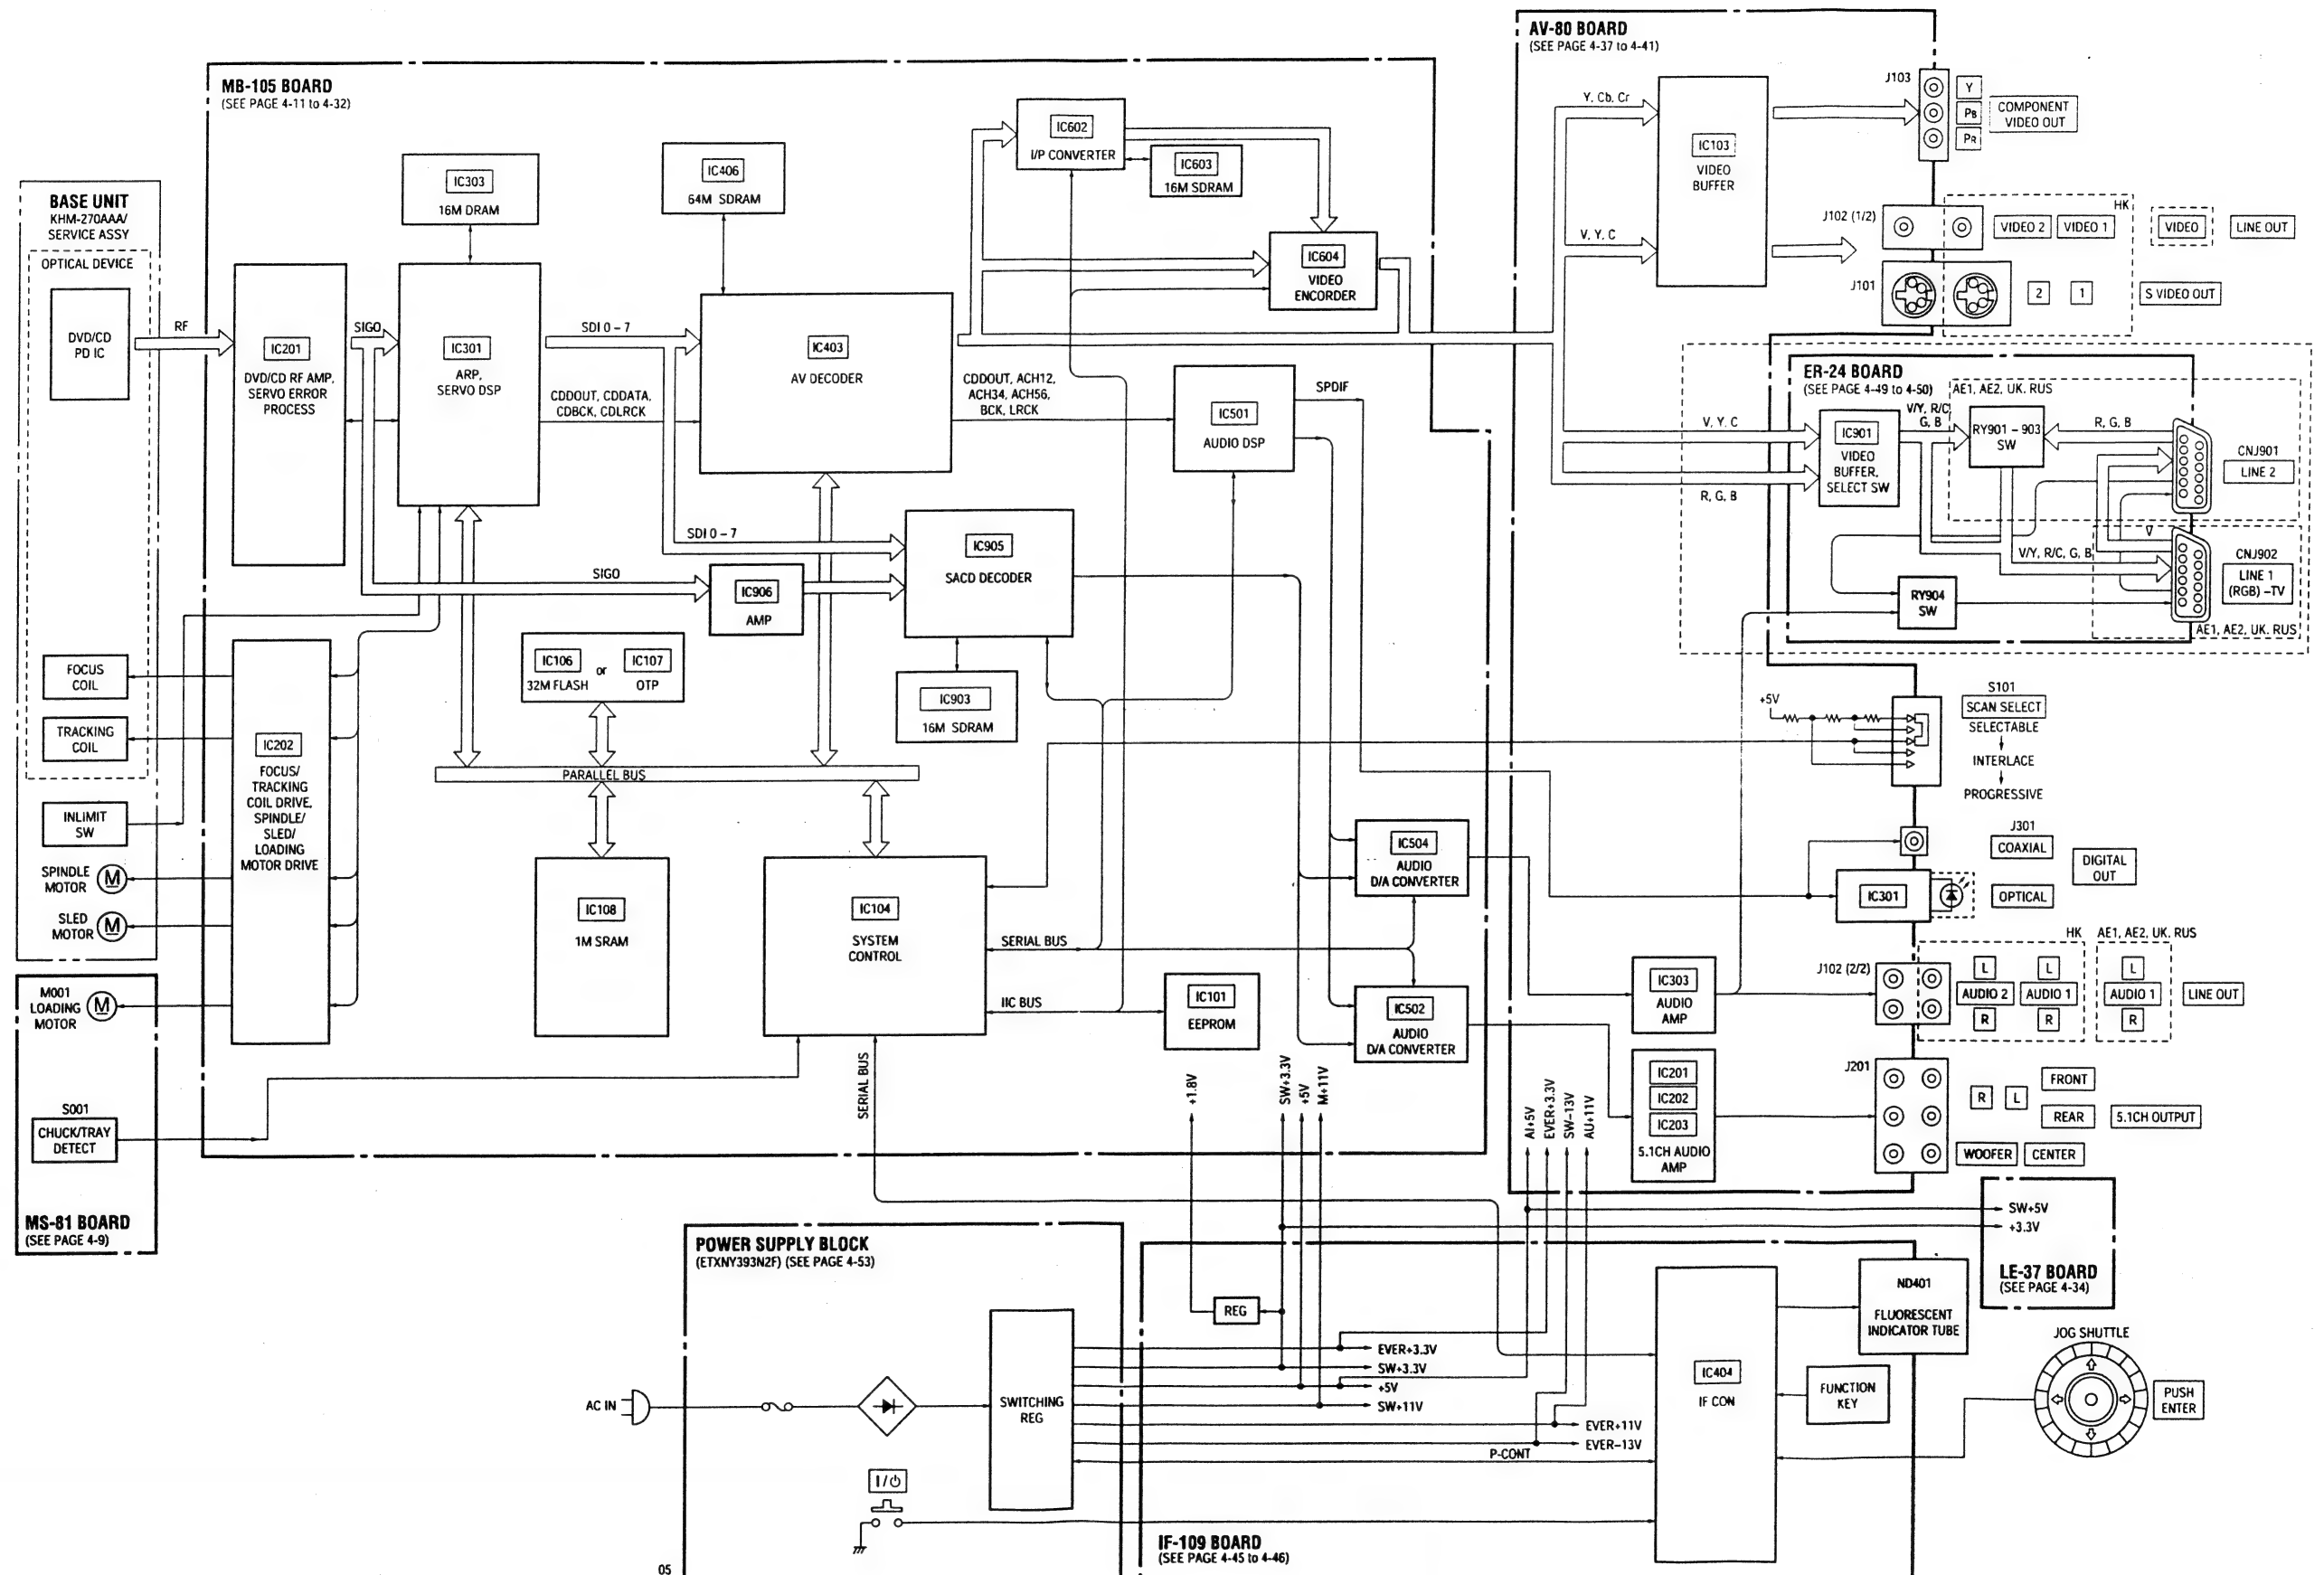 AV-80 BOARD
(SEE PAGE 4-37 to 4-41)
MB-105 BOARD
(SEE PAGE 4-11 to 4-32)
BASE UNIT
KHM-270AAA/
SERVICE ASSY
OPTICAL DEVICE
DVD/CD
PD IC
RF
IC201
DVD/CD RF AMP,
SERVO ERROR
PROCESS
SIGO
IC303
16M DRAM
IC301
ARP,
SERVO DSP
SDI 0 – 7
CDDOUT, CDDATA,
CDBCK, CDLRCK
IC406
64M SDRAM
IC403
AV DECODER
CDDOUT, ACH12,
ACH34, ACH56,
BCK, LRCK
IC602
I/P CONVERTER
IC603
16M SDRAM
IC604
VIDEO
ENCORDER
IC501
AUDIO DSP
SPDIF
SDI 0 – 7
SIGO
IC906
AMP
IC905
SACD DECODER
IC903
16M SDRAM
IC106
or
IC107
32M FLASH
OTP
PARALLEL BUS
IC108
1M SRAM
IC104
SYSTEM
CONTROL
SERIAL BUS
IIC BUS
SERIAL BUS
IC101
EEPROM
IC504
AUDIO
D/A CONVERTER
IC502
AUDIO
D/A CONVERTER
FOCUS
COIL
TRACKING
COIL
INLIMIT
SW
SPINDLE
MOTOR
M
SLED
MOTOR
M
IC202
FOCUS/
TRACKING
COIL DRIVE,
SPINDLE/
SLED/
LOADING
MOTOR DRIVE
M001
LOADING
MOTOR
M
S001
CHUCK/TRAY
DETECT
MS-81 BOARD
(SEE PAGE 4-9)
Y, Cb, Cr
V, Y, C
IC103
VIDEO
BUFFER
J103
Y
PB
PR
COMPONENT
VIDEO OUT
J102 (1/2)
HK
VIDEO 2
VIDEO 1
VIDEO
LINE OUT
J101
2
1
S VIDEO OUT
ER-24 BOARD
(SEE PAGE 4-49 to 4-50)
AE1, AE2, UK, RUS
V, Y, C
R, G, B
IC901
VIDEO
BUFFER,
SELECT SW
V/Y, R/C,
G, B
RY901 – 903
SW
R, G, B
CNJ901
LINE 2
V
V/Y, R/C, G, B
CNJ902
LINE 1
(RGB) –TV
RY904
SW
AE1, AE2, UK, RUS
+5V
S101
SCAN SELECT
SELECTABLE
INTERLACE
PROGRESSIVE
J301
COAXIAL
DIGITAL
OUT
IC301
OPTICAL
HK
AE1, AE2, UK, RUS
J102 (2/2)
L
L
L
AUDIO 2
AUDIO 1
AUDIO 1
LINE OUT
R
R
R
IC303
AUDIO
AMP
IC201
IC202
IC203
5.1CH AUDIO
AMP
J201
FRONT
R
L
REAR
5.1CH OUTPUT
WOOFER
CENTER
+1.8V
SW+3.3V
+5V
M+11V
AI+5V
EVER+3.3V
SW–13V
AU+11V
SW+5V
+3.3V
LE-37 BOARD
(SEE PAGE 4-34)
POWER SUPPLY BLOCK
(ETXNY393N2F) (SEE PAGE 4-53)
AC IN
SWITCHING
REG
REG
EVER+3.3V
SW+3.3V
+5V
SW+11V
EVER+11V
EVER–13V
P-CONT
I/⏻
IC404
IF CON
ND401
FLUORESCENT
INDICATOR TUBE
FUNCTION
KEY
JOG SHUTTLE
PUSH
ENTER
IF-109 BOARD
(SEE PAGE 4-45 to 4-46)
05